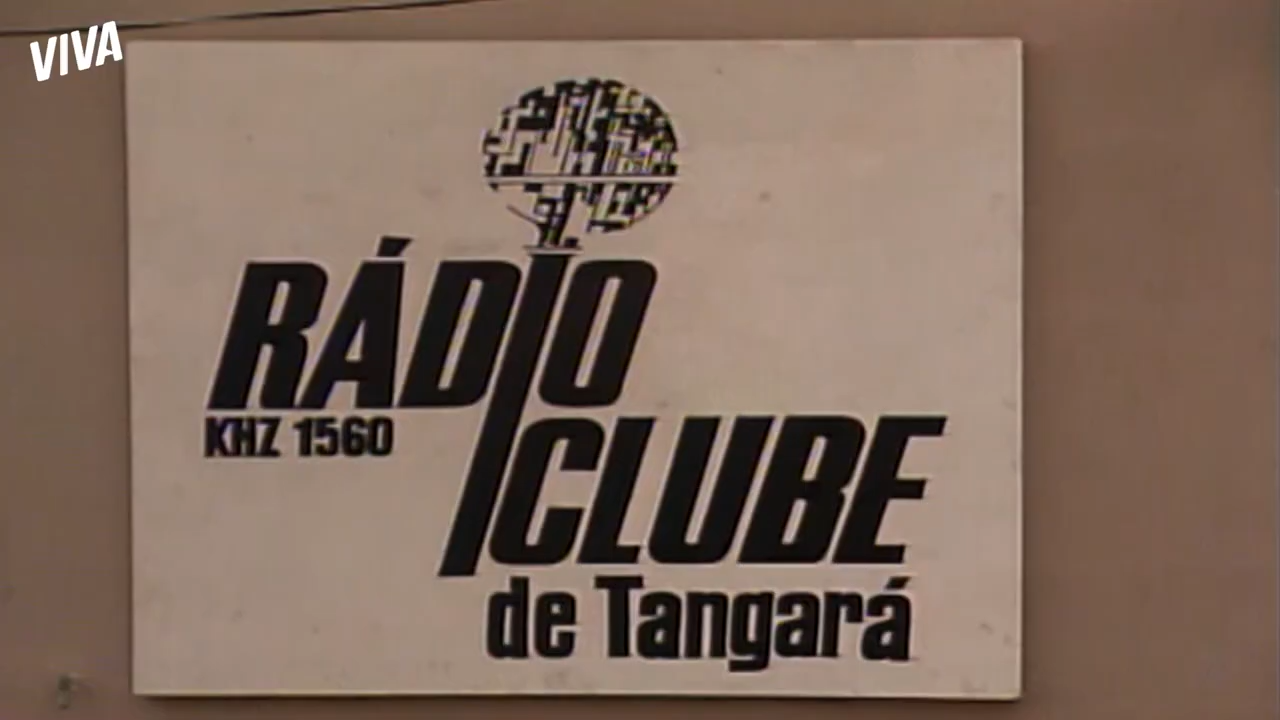 VIVA
RÁDIO
KHZ 1560
CLUBE
de Tangará